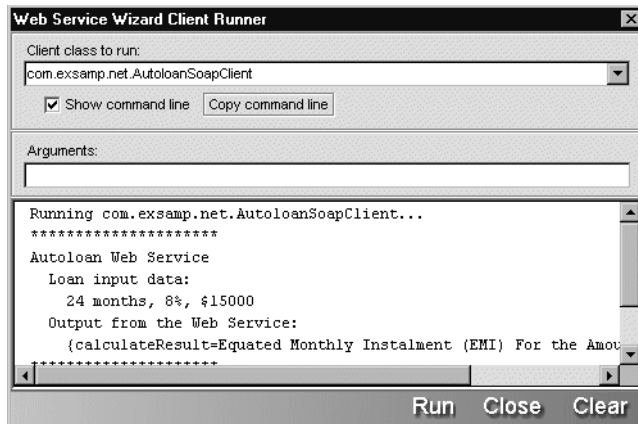 Web Service Wizard Client Runner
Client class to run:
com.exsamp.net.AutoloanSoapClient
Show command line Copy command line
Arguments:
Running com.exsamp.net.AutoloanSoapClient...
*********************
Autoloan Web Service
Loan input data:
24 months, 8%, $15000
Output from the Web Service:
{calculateResult=Equated Monthly Instalment (EMI) For the Amou
*********************
Run Close Clear